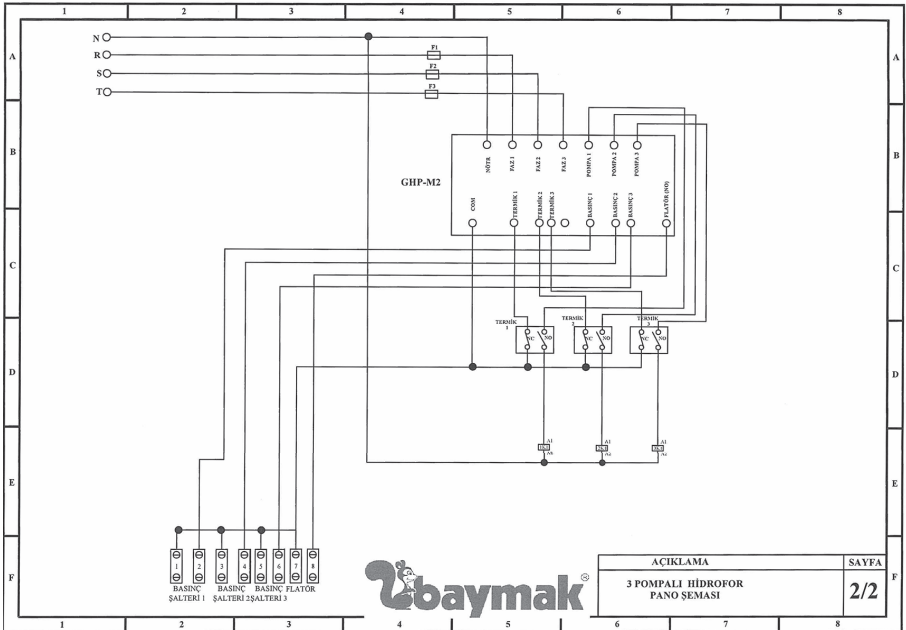 1 2 3 4 5 6 7 8
A A
B B
C C
D D
E E
F F
N
R
S
T
F1
F2
F3
GHP-M2
NÖTR
FAZ 1
FAZ 2
FAZ 3
POMPA 1
POMPA 2
POMPA 3
COM
TERMİK 1
TERMİK 2
TERMİK 3
BASINÇ 1
BASINÇ 2
BASINÇ 3
FLATÖR (NO)
TERMİK 1
TERMİK 2
TERMİK 3
NC NO
NC NO
NC NO
A1
A1
A1
1 2 3 4 5 6 7 8
BASINÇ ŞALTERİ 1
BASINÇ ŞALTERİ 2
BASINÇ ŞALTERİ 3
FLATÖR
baymak®
AÇIKLAMA
SAYFA
3 POMPALI HİDROFOR
PANO ŞEMASI
2/2
1 2 3 4 5 6 7 8